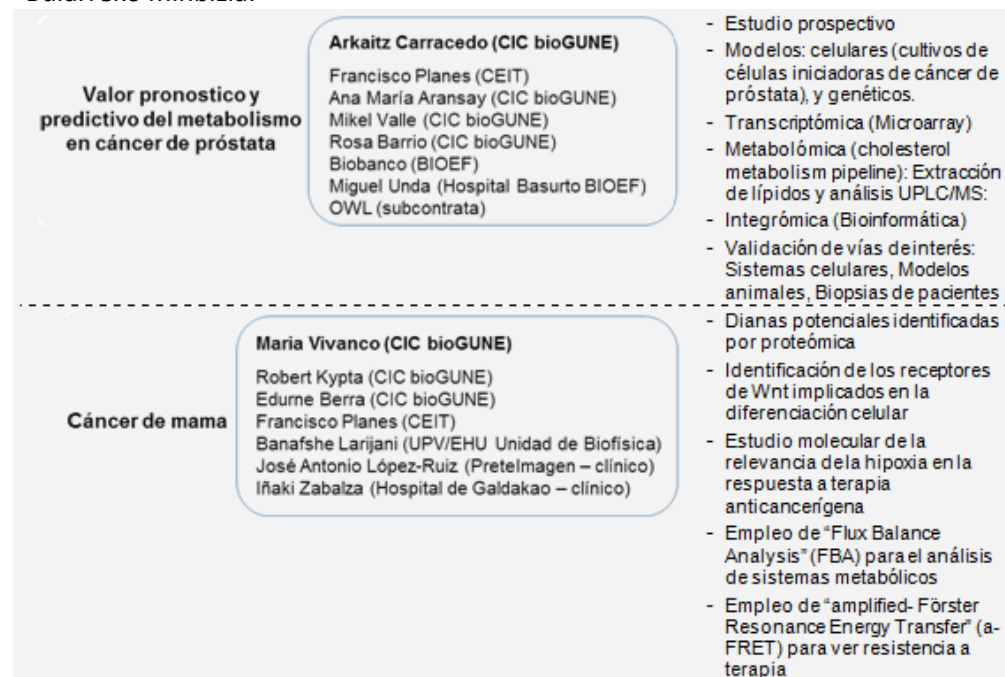 Valor pronostico y
predictivo del metabolismo
en cáncer de próstata
Arkaitz Carracedo (CIC bioGUNE)
Francisco Planes (CEIT)
Ana María Aransay (CIC bioGUNE)
Mikel Valle (CIC bioGUNE)
Rosa Barrio (CIC bioGUNE)
Biobanco (BIOEF)
Miguel Unda (Hospital Basurto BIOEF)
OWL (subcontrata)
- Estudio prospectivo
- Modelos: celulares (cultivos de
células iniciadoras de cáncer de
próstata), y genéticos.
- Transcriptómica (Microarray)
- Metabolómica (cholesterol
metabolism pipeline): Extracción
de lípidos y análisis UPLC/MS:
- Integrómica (Bioinformática)
- Validación de vías de interés:
Sistemas celulares, Modelos
animales, Biopsias de pacientes
Cáncer de mama
Maria Vivanco (CIC bioGUNE)
Robert Kypta (CIC bioGUNE)
Edurne Berra (CIC bioGUNE)
Francisco Planes (CEIT)
Banafshe Larijani (UPV/EHU Unidad de Biofísica)
José Antonio López-Ruiz (PreteImagen – clínico)
Iñaki Zabalza (Hospital de Galdakao – clínico)
- Dianas potenciales identificadas
por proteómica
- Identificación de los receptores
de Wnt implicados en la
diferenciación celular
- Estudio molecular de la
relevancia de la hipoxia en la
respuesta a terapia
anticancerígena
- Empleo de “Flux Balance
Analysis” (FBA) para el análisis
de sistemas metabólicos
- Empleo de “amplified- Förster
Resonance Energy Transfer” (a-
FRET) para ver resistencia a
terapia